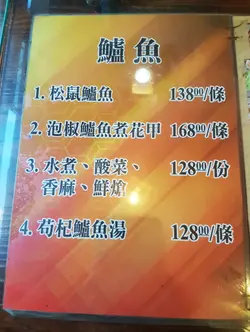 鱸魚
1. 松鼠鱸魚 138⁰⁰/條
2. 泡椒鱸魚煮花甲 168⁰⁰/條
3. 水煮、酸菜、 128⁰⁰/份
香麻、鮮熗
4. 苟杞鱸魚湯 128⁰⁰/條